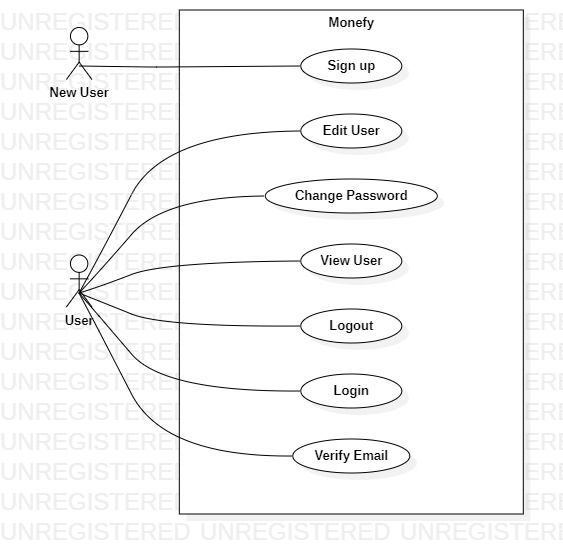 Monefy
Sign up
New User
Edit User
Change Password
View User
User
Logout
Login
Verify Email
UNREGISTERED UNREGISTERED UNREGISTERED